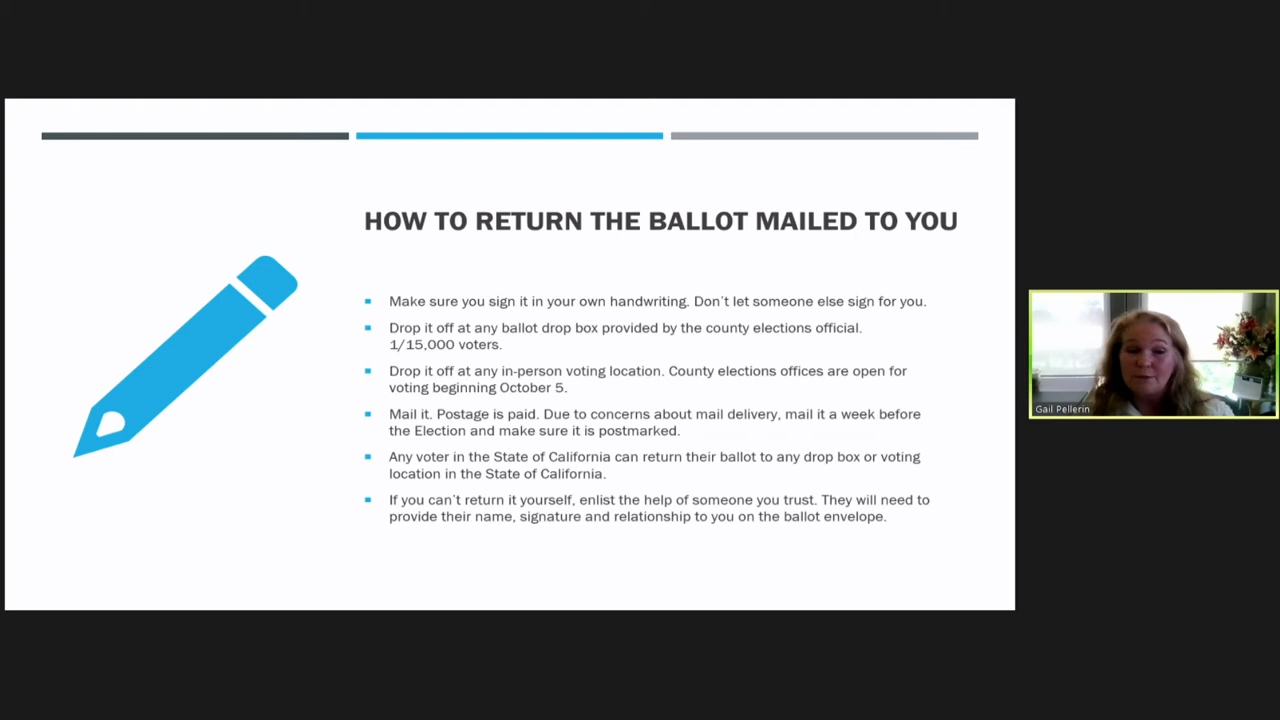 HOW TO RETURN THE BALLOT MAILED TO YOU
Make sure you sign it in your own handwriting. Don't let someone else sign for you.
Drop it off at any ballot drop box provided by the county elections official.
1/15,000 voters.
Drop it off at any in-person voting location. County elections offices are open for
voting beginning October 5.
Mail it. Postage is paid. Due to concerns about mail delivery, mail it a week before
the Election and make sure it is postmarked.
Any voter in the State of California can return their ballot to any drop box or voting
location in the State of California.
If you can't return it yourself, enlist the help of someone you trust. They will need to
provide their name, signature and relationship to you on the ballot envelope.
Gail Pellerin